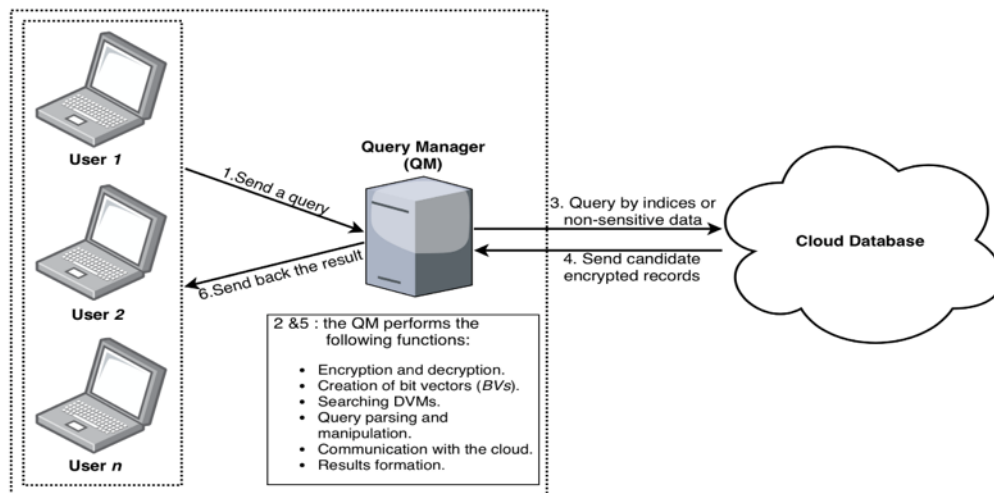 User 1
User 2
User n
1.Send a query
6.Send back the result
Query Manager
(QM)
2 &5 : the QM performs the
following functions:
• Encryption and decryption.
• Creation of bit vectors (BVs).
• Searching DVMs.
• Query parsing and
manipulation.
• Communication with the cloud.
• Results formation.
3. Query by indices or
non-sensitive data
4. Send candidate
encrypted records
Cloud Database